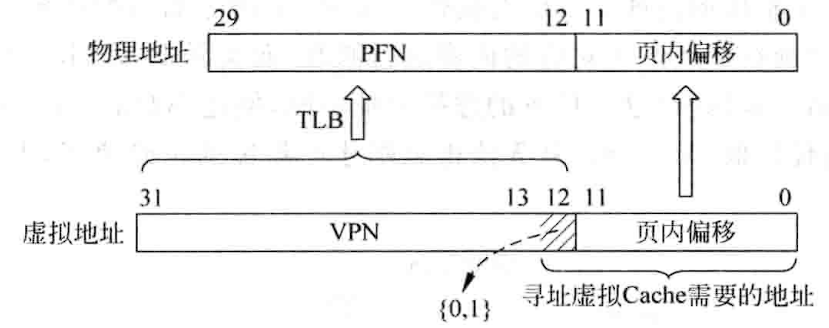 29 12 11 0
物理地址 PFN 页内偏移
TLB
31 13 12 11 0
虚拟地址 VPN 页内偏移
{0,1} 寻址虚拟Cache需要的地址